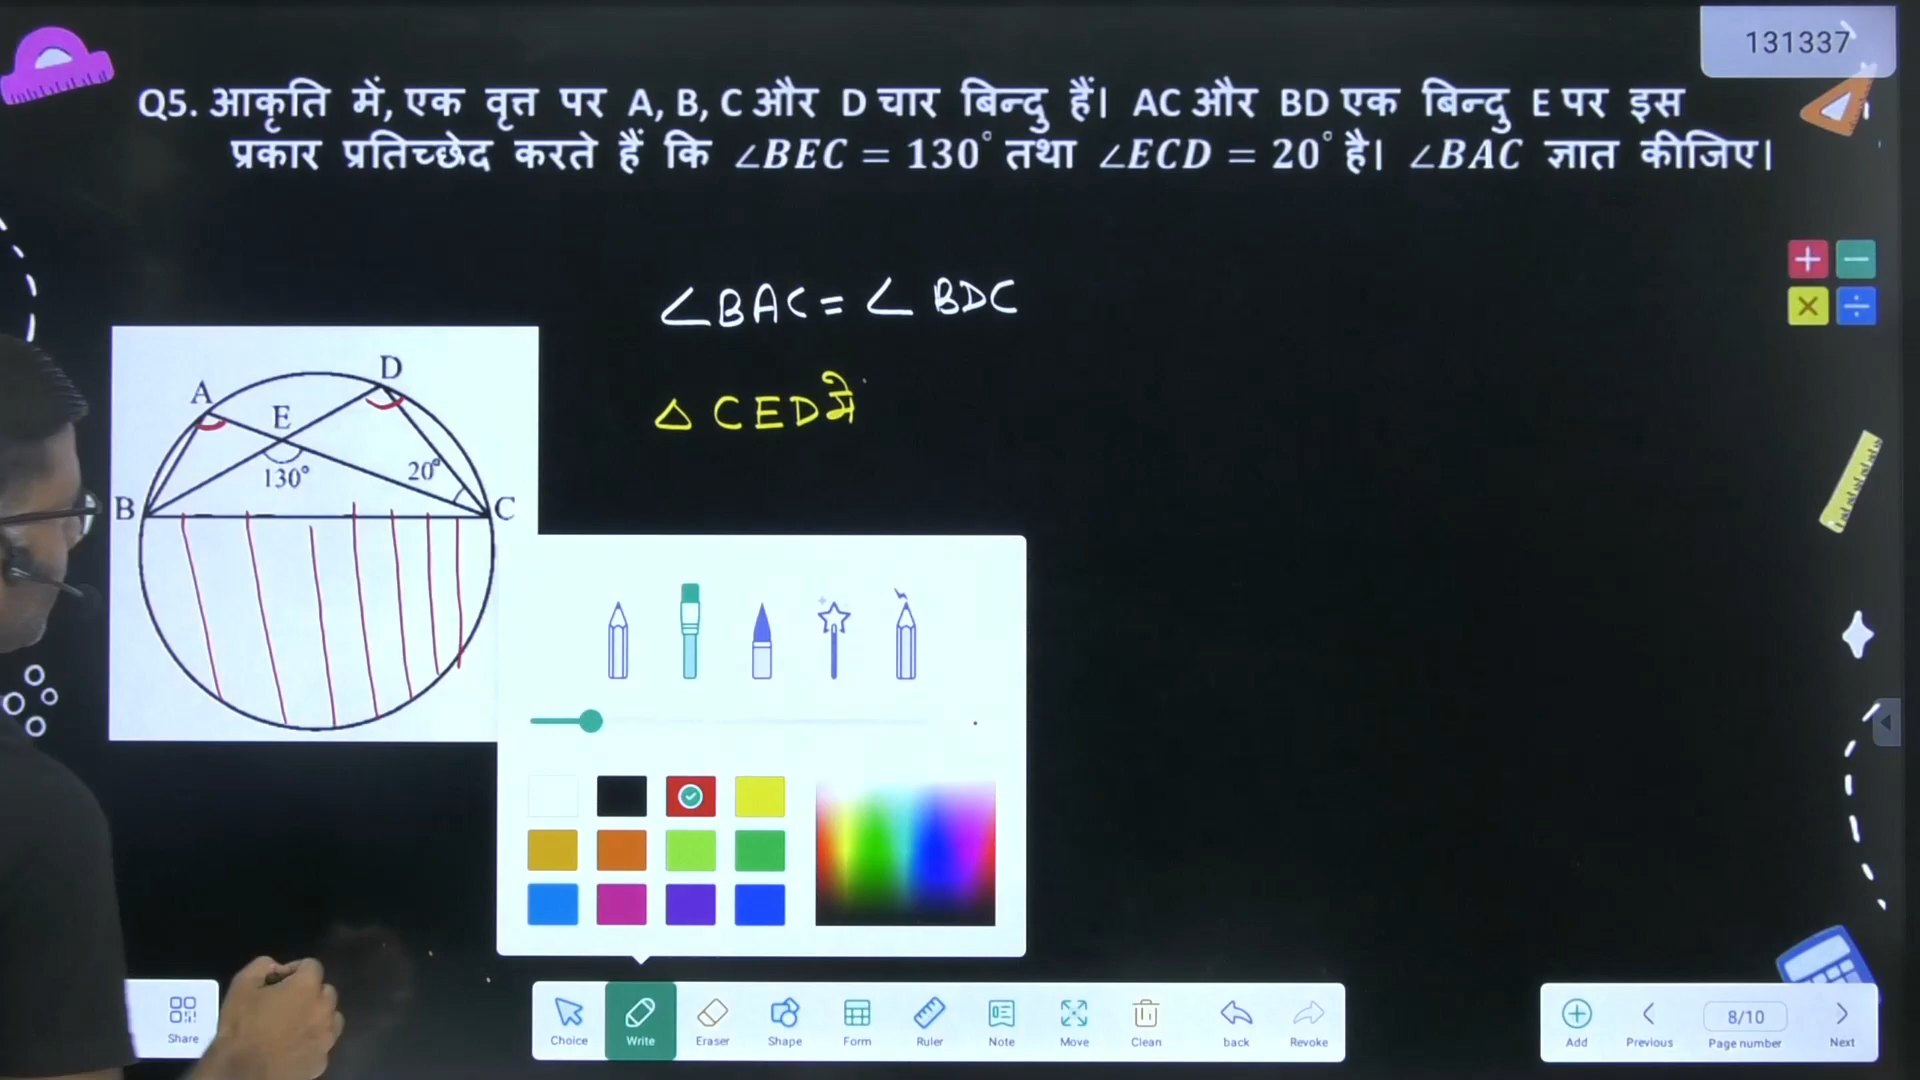 131337
Q5. आकृति में, एक वृत्त पर A, B, C और D चार बिन्दु हैं। AC और BD एक बिन्दु E पर इस
प्रकार प्रतिच्छेद करते हैं कि ∠BEC = 130° तथा ∠ECD = 20° है। ∠BAC ज्ञात कीजिए।
∠BAC = ∠BDC
△ CED में
A
D
E
130°
20°
B
C
Share
Choice
Write
Eraser
Shape
Form
Ruler
Note
Move
Clean
back
Revoke
Add
Previous
8/10
Page number
Next